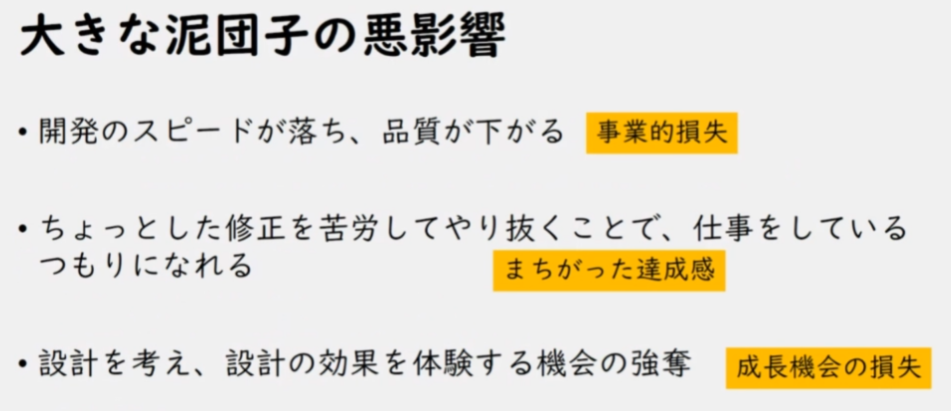 大きな泥団子の悪影響
• 開発のスピードが落ち、品質が下がる 事業的損失
• ちょっとした修正を苦労してやり抜くことで、仕事をしている
つもりになれる まちがった達成感
• 設計を考え、設計の効果を体験する機会の強奪 成長機会の損失